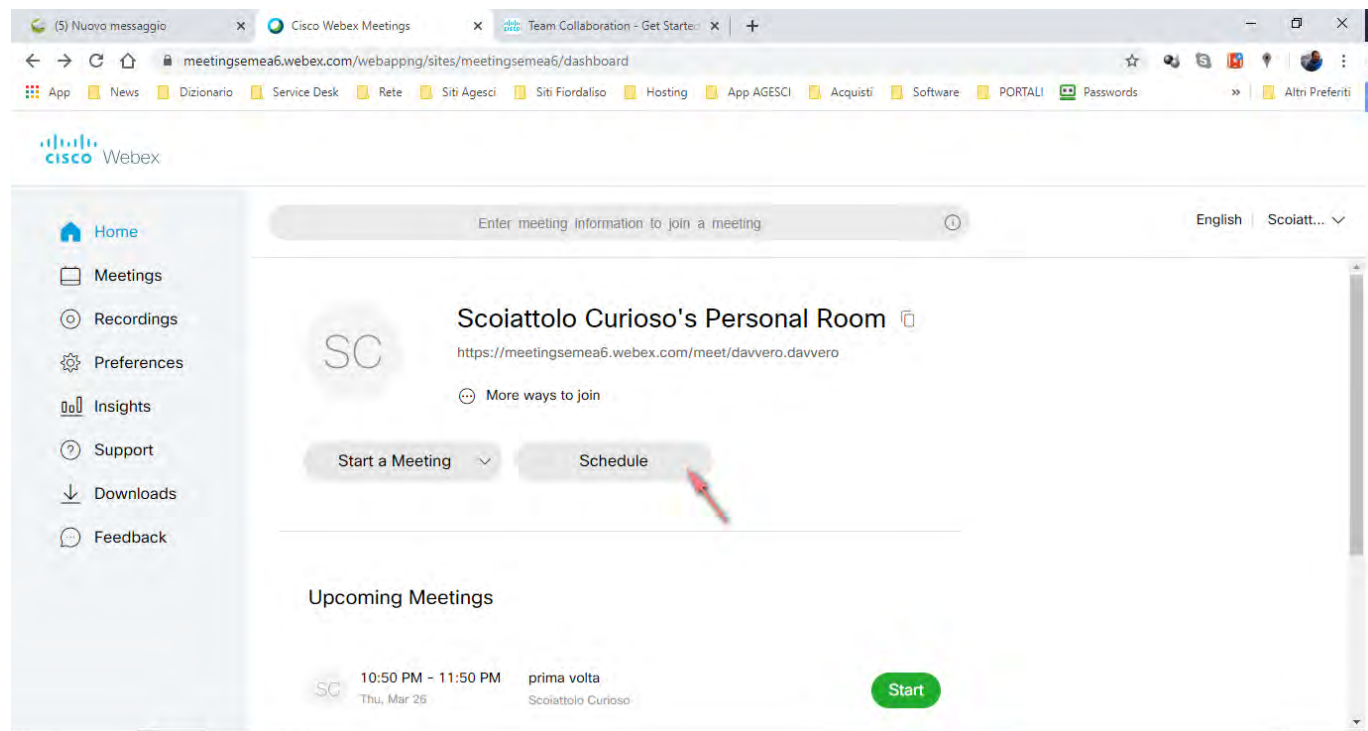 (5) Nuovo messaggio
Cisco Webex Meetings
Team Collaboration - Get Starte
meetingsemea6.webex.com/webappng/sites/meetingsemea6/dashboard
App News Dizionario Service Desk Rete Siti Agesci Siti Fiordaliso Hosting App AGESCI Acquisti Software PORTALI Passwords » Altri Preferiti
cisco Webex
Enter meeting information to join a meeting
English Scoiatt...
Home
Meetings
Recordings
Preferences
Insights
Support
Downloads
Feedback
SC
Scoiattolo Curioso's Personal Room
https://meetingsemea6.webex.com/meet/davvero.davvero
More ways to join
Start a Meeting
Schedule
Upcoming Meetings
SC
10:50 PM - 11:50 PM
Thu, Mar 26
prima volta
Scoiattolo Curioso
Start